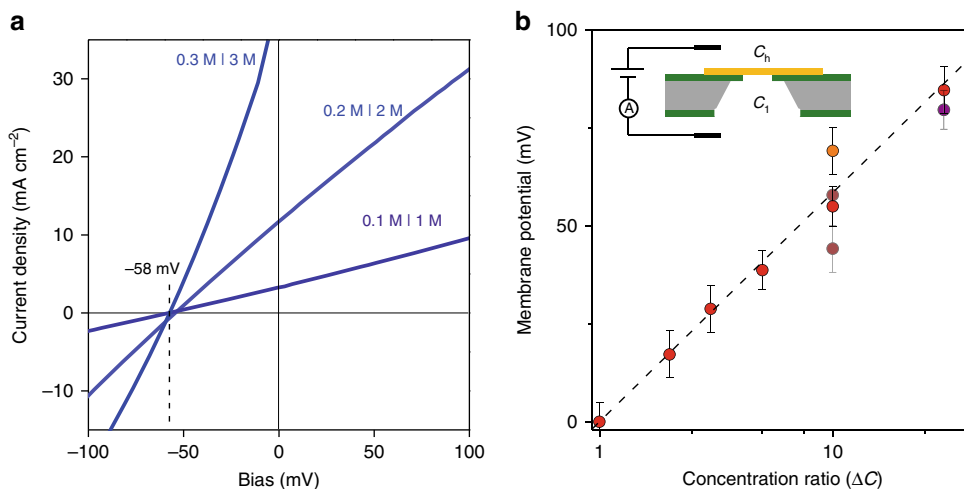 a
0.3 M | 3 M
0.2 M | 2 M
0.1 M | 1 M
–58 mV
Current density (mA cm–2)
30
20
10
0
–10
–100
–50
0
50
100
Bias (mV)
b
Ch
C1
A
Membrane potential (mV)
100
50
0
1
10
Concentration ratio (ΔC)